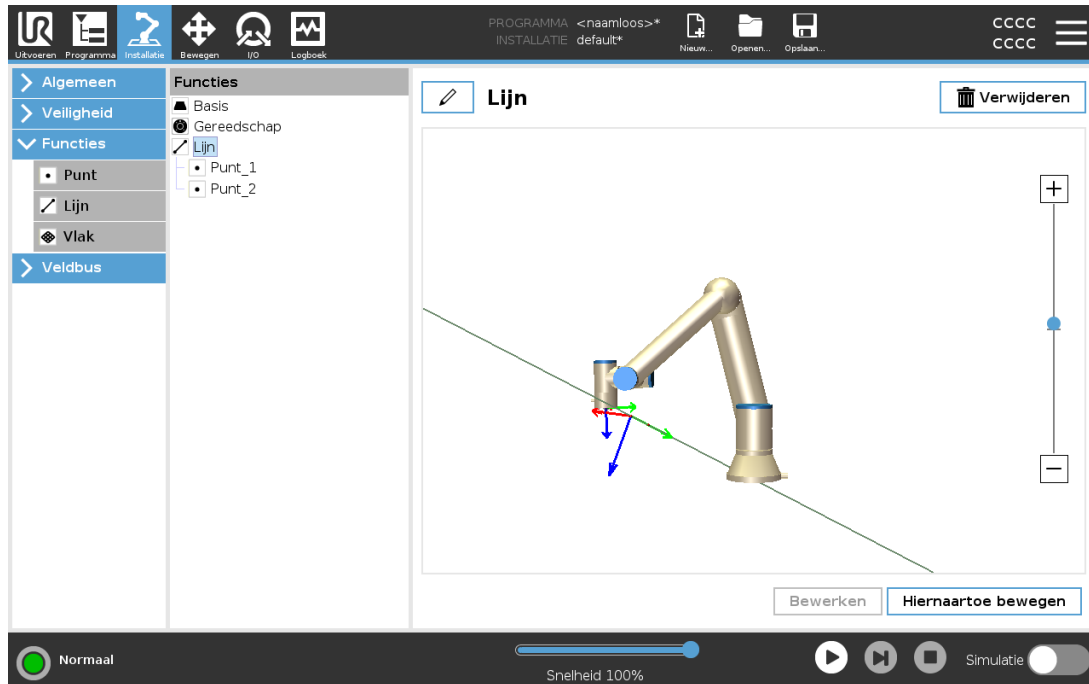 PROGRAMMA <naamloos>*
INSTALLATIE default*
Uitvoeren
Programma
Installatie
Bewegen
I/O
Logboek
Nieuw...
Openen...
Opslaan...
CCCC
CCCC
Algemeen
Veiligheid
Functies
Punt
Lijn
Vlak
Veldbus
Functies
Basis
Gereedschap
Lijn
Punt_1
Punt_2
Lijn
Verwijderen
Bewerken
Hiernaartoe bewegen
Normaal
Snelheid 100%
Simulatie